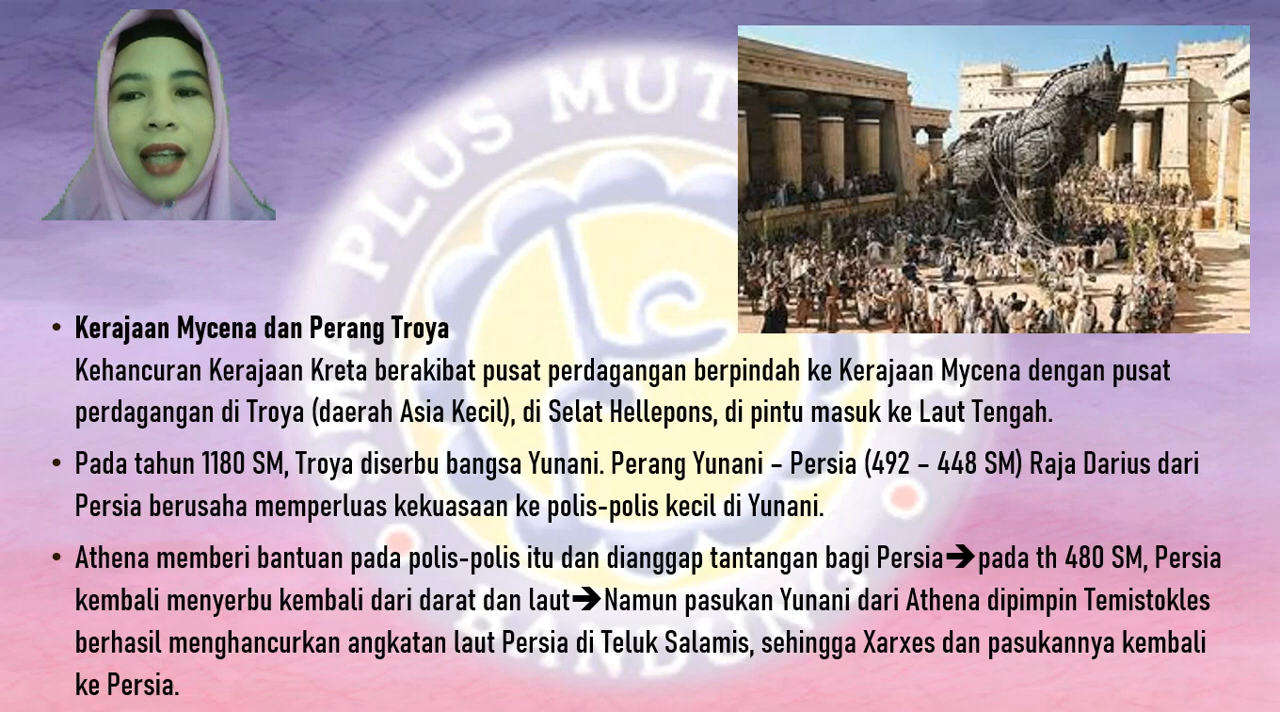 PLUS MUT
• Kerajaan Mycena dan Perang Troya
Kehancuran Kerajaan Kreta berakibat pusat perdagangan berpindah ke Kerajaan Mycena dengan pusat
perdagangan di Troya (daerah Asia Kecil), di Selat Hellepons, di pintu masuk ke Laut Tengah.
• Pada tahun 1180 SM, Troya diserbu bangsa Yunani. Perang Yunani – Persia (492 – 448 SM) Raja Darius dari
Persia berusaha memperluas kekuasaan ke polis-polis kecil di Yunani.
• Athena memberi bantuan pada polis-polis itu dan dianggap tantangan bagi Persia➔pada th 480 SM, Persia
kembali menyerbu kembali dari darat dan laut➔Namun pasukan Yunani dari Athena dipimpin Temistokles
berhasil menghancurkan angkatan laut Persia di Teluk Salamis, sehingga Xarxes dan pasukannya kembali
ke Persia.
BANDUNG